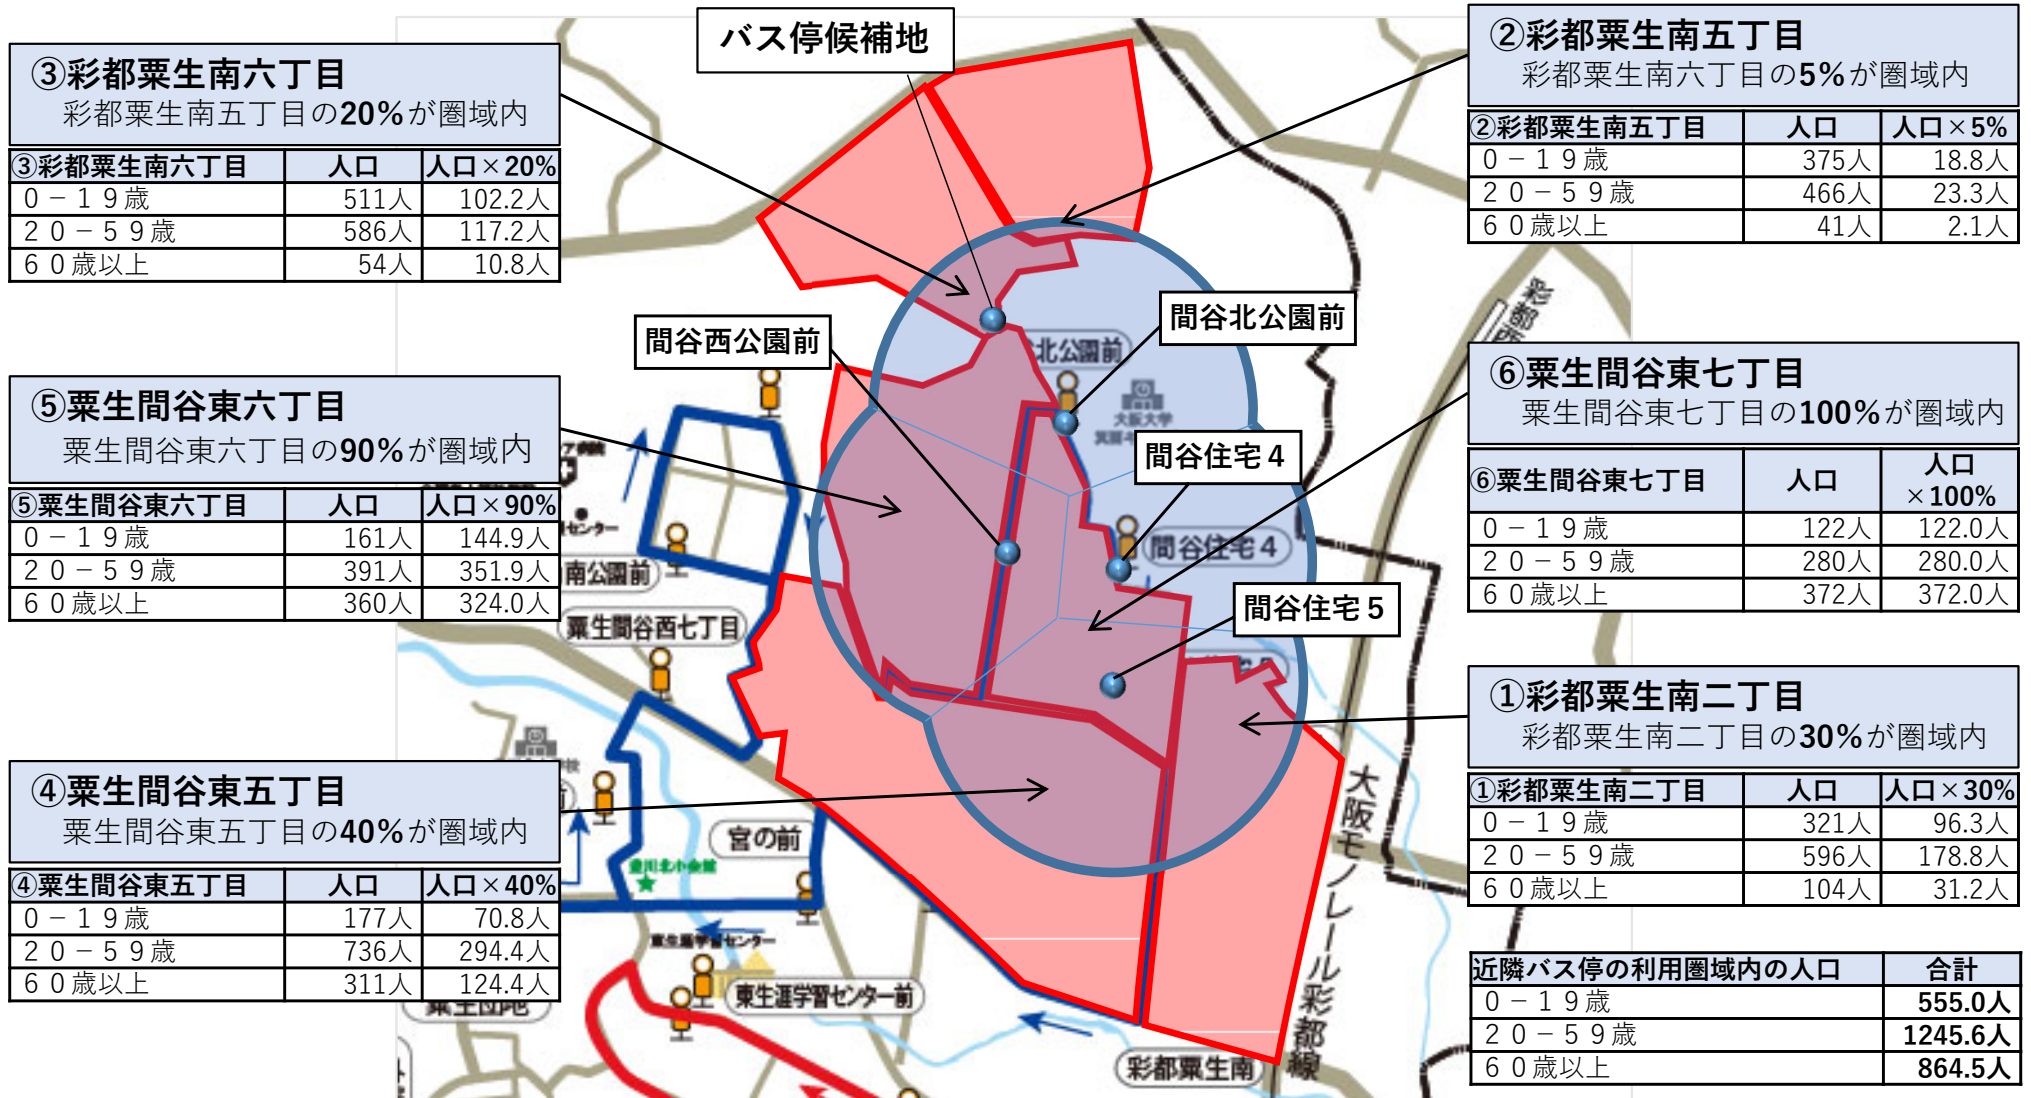 バス停候補地
③彩都粟生南六丁目
彩都粟生南五丁目の20%が圏域内
③彩都粟生南六丁目 人口 人口×20%
0－19歳 511人 102.2人
20－59歳 586人 117.2人
60歳以上 54人 10.8人
②彩都粟生南五丁目
彩都粟生南六丁目の5%が圏域内
②彩都粟生南五丁目 人口 人口×5%
0－19歳 375人 18.8人
20－59歳 466人 23.3人
60歳以上 41人 2.1人
間谷西公園前
間谷北公園前
北公園前
大阪大学
間谷住宅4
間谷住宅4
間谷住宅5
⑤粟生間谷東六丁目
粟生間谷東六丁目の90%が圏域内
⑤粟生間谷東六丁目 人口 人口×90%
0－19歳 161人 144.9人
20－59歳 391人 351.9人
60歳以上 360人 324.0人
⑥粟生間谷東七丁目
粟生間谷東七丁目の100%が圏域内
⑥粟生間谷東七丁目 人口 人口
×100%
0－19歳 122人 122.0人
20－59歳 280人 280.0人
60歳以上 372人 372.0人
センター
南公園前
粟生間谷西七丁目
④粟生間谷東五丁目
粟生間谷東五丁目の40%が圏域内
④粟生間谷東五丁目 人口 人口×40%
0－19歳 177人 70.8人
20－59歳 736人 294.4人
60歳以上 311人 124.4人
①彩都粟生南二丁目
彩都粟生南二丁目の30%が圏域内
①彩都粟生南二丁目 人口 人口×30%
0－19歳 321人 96.3人
20－59歳 596人 178.8人
60歳以上 104人 31.2人
宮の前
豊川北小会館
東生涯学習センター
東生涯学習センター前
粟生団地
彩都粟生南
大阪モノレール彩都線
近隣バス停の利用圏域内の人口 合計
0－19歳 555.0人
20－59歳 1245.6人
60歳以上 864.5人